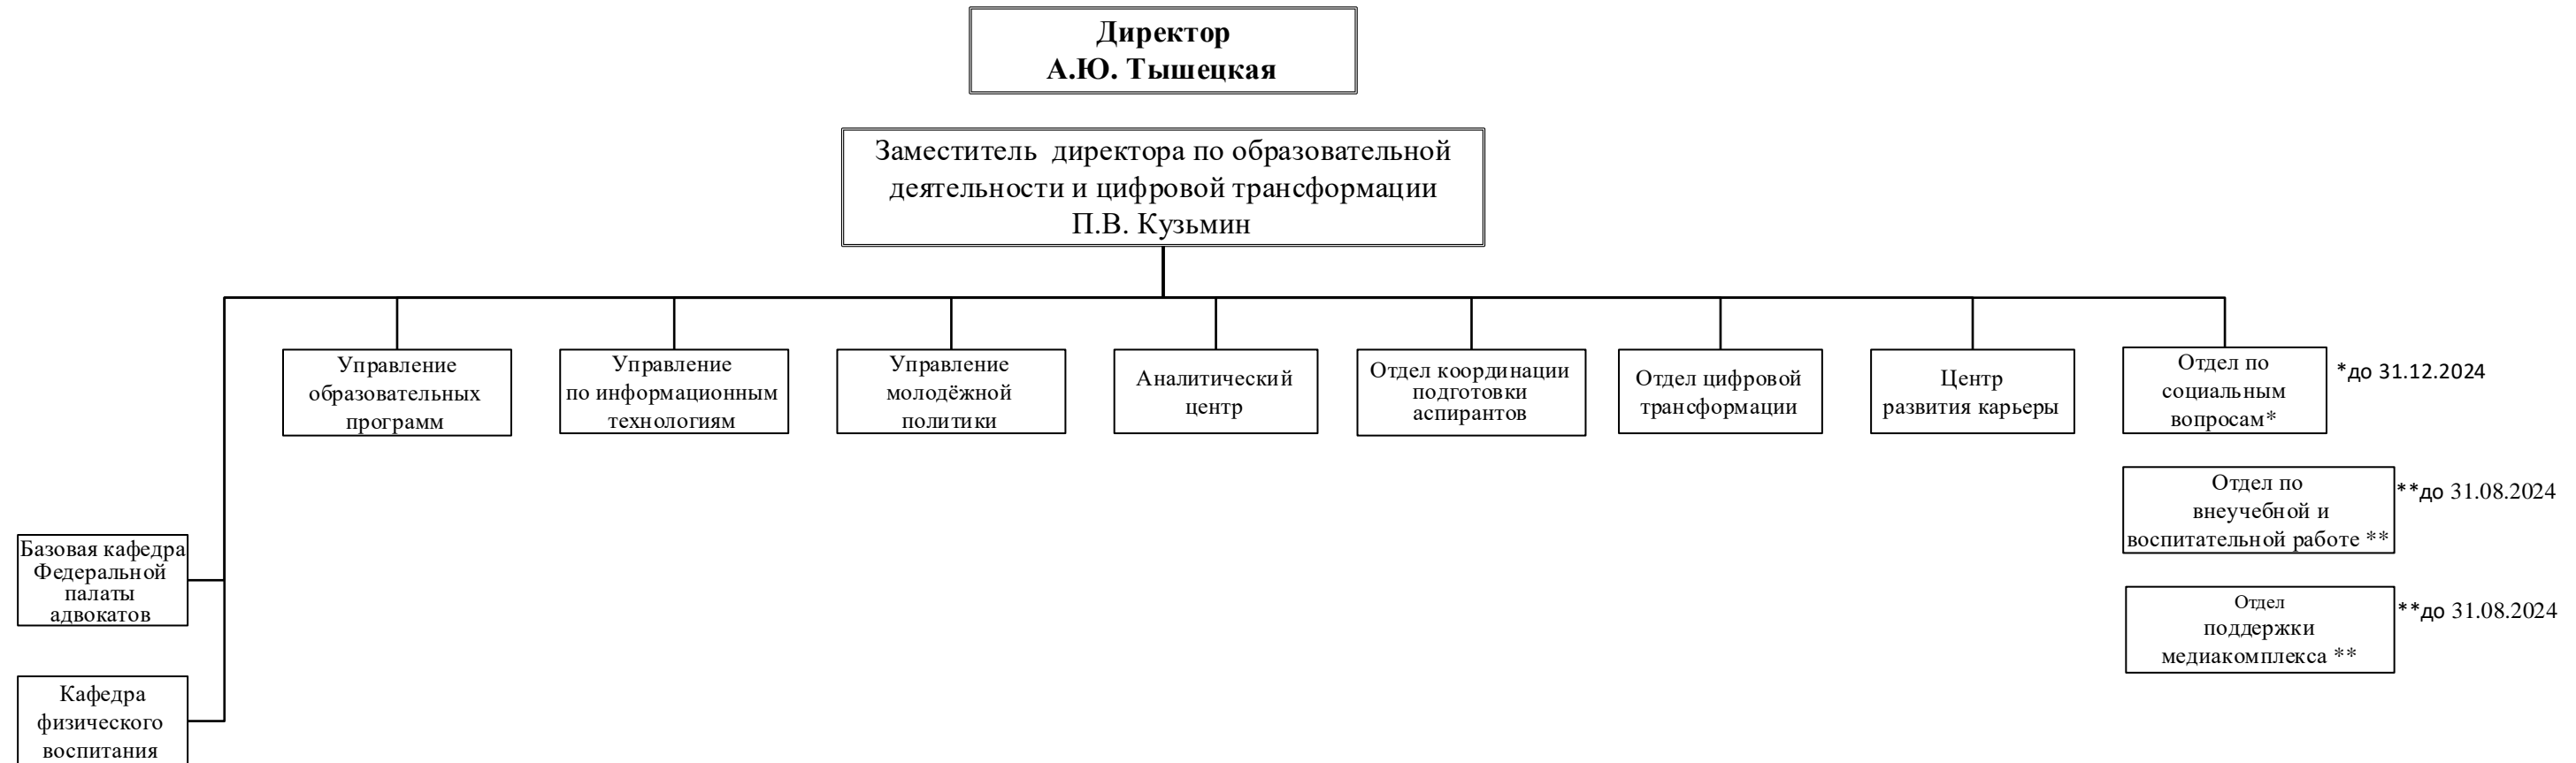 Директор
А.Ю. Тышецкая
Заместитель директора по образовательной
деятельности и цифровой трансформации
П.В. Кузьмин
Управление
образовательных
программ
Управление
по информационным
технологиям
Управление
молодёжной
политики
Аналитический
центр
Отдел координации
подготовки
аспирантов
Отдел цифровой
трансформации
Центр
развития карьеры
Отдел по
социальным
вопросам*
*до 31.12.2024
Отдел по
внеучебной и
воспитательной работе **
**до 31.08.2024
Базовая кафедра
Федеральной
палаты
адвокатов
Отдел
поддержки
медиакомплекса **
**до 31.08.2024
Кафедра
физического
воспитания